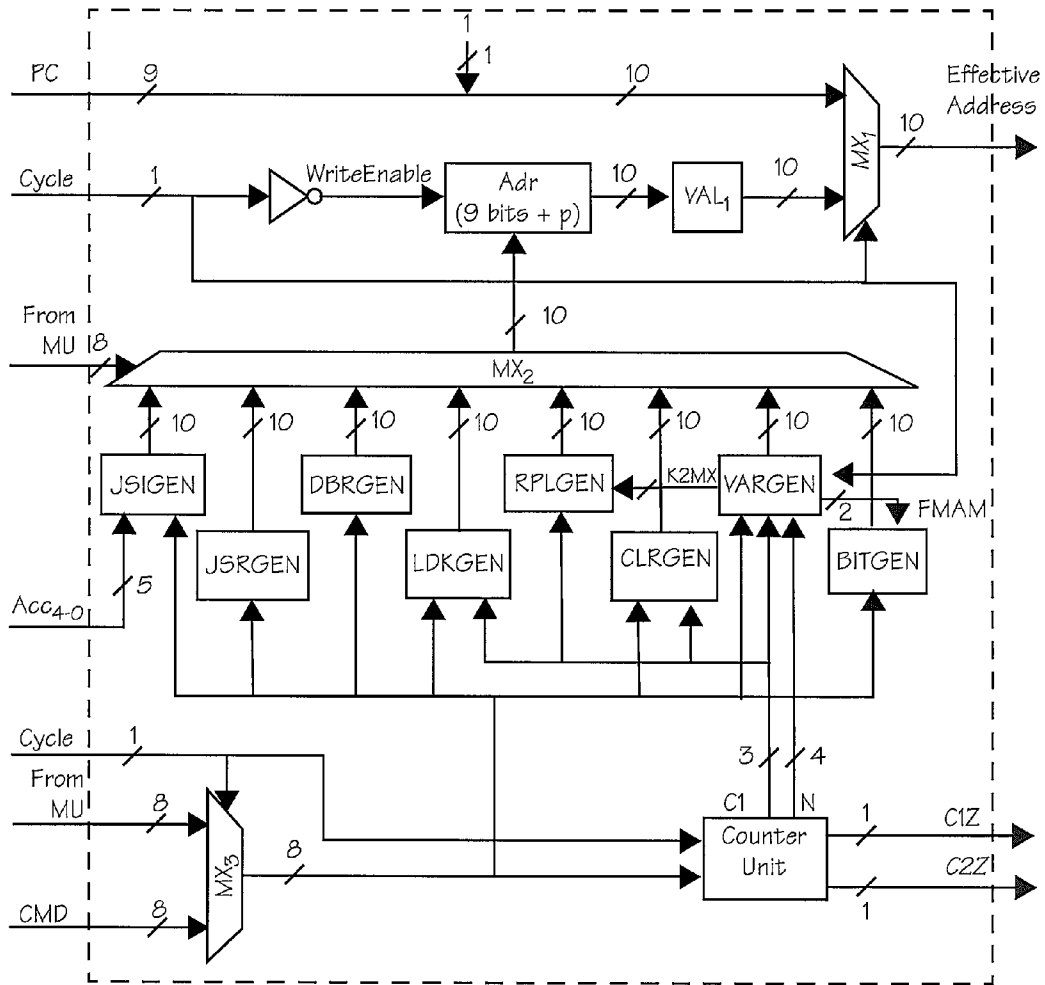 1
1
PC
9
10
Effective
Address
10
MX1
Cycle
1
WriteEnable
Adr
(9 bits + p)
10
VAL1
10
From
MU
8
10
MX2
10
10
10
10
10
10
10
10
JSIGEN
DBRGEN
RPLGEN
K2MX
VARGEN
2
FMAM
JSRGEN
LDKGEN
CLRGEN
BITGEN
5
Acc4-0
Cycle
1
3
4
From
MU
8
C1
N
MX3
8
Counter
Unit
1
C1Z
C2Z
1
CMD
8